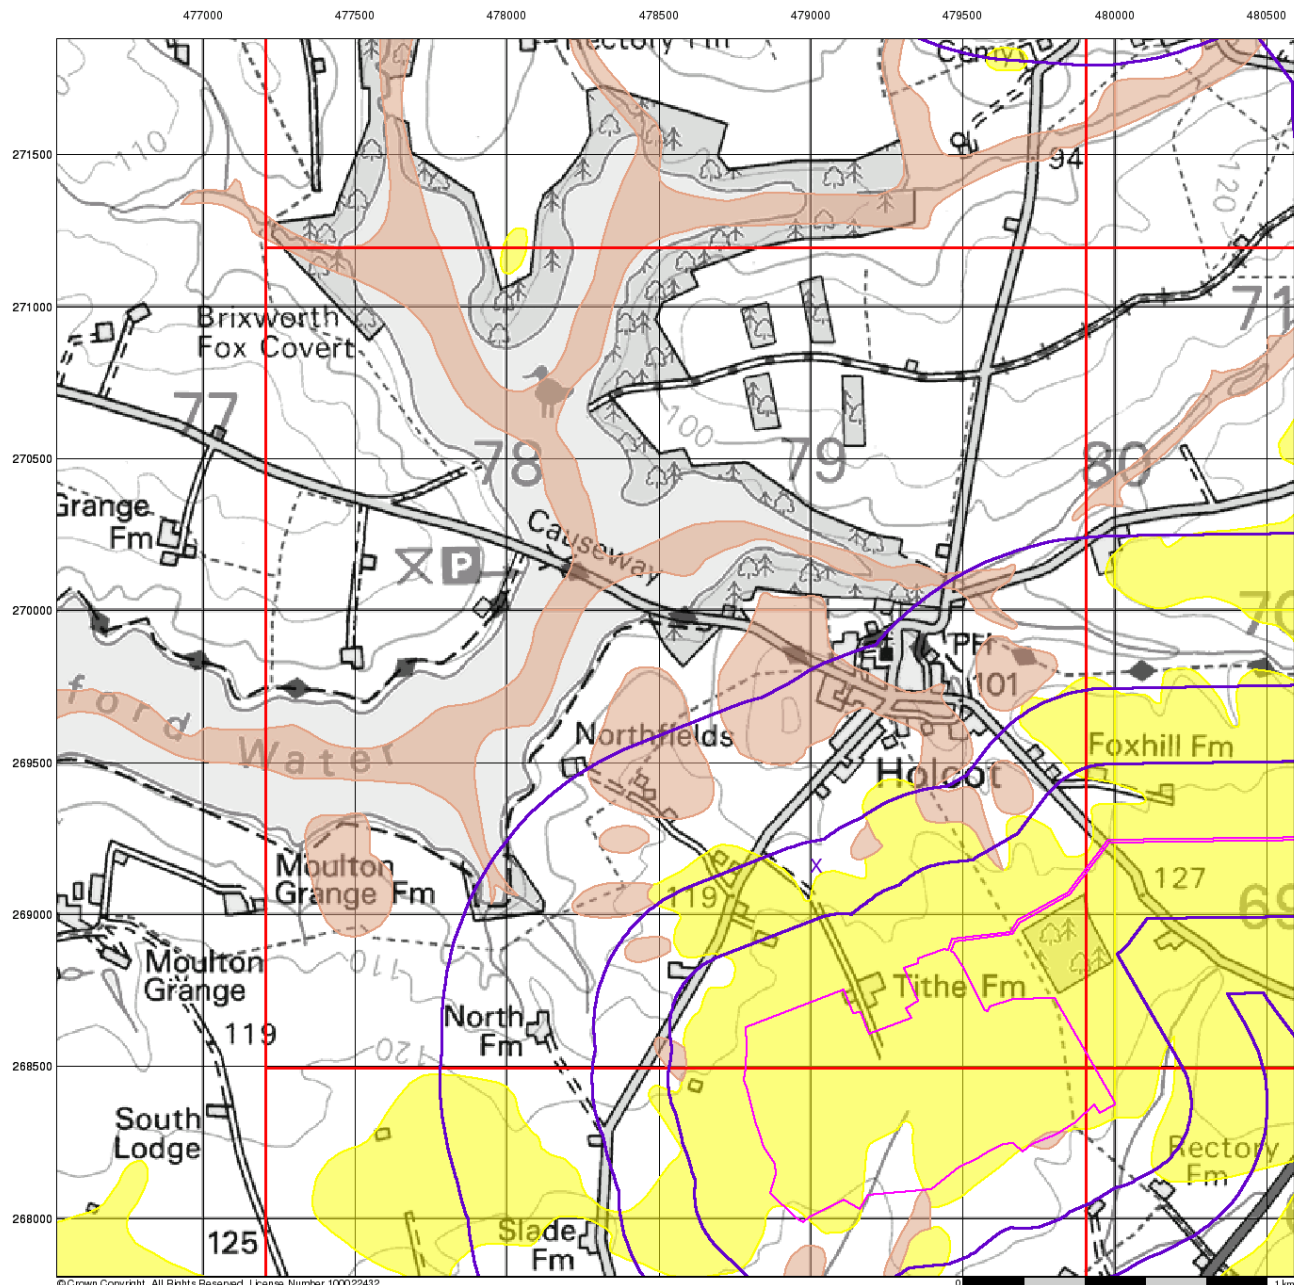 477000 477500 478000 478500 479000 479500 480000 480500
271500
271000
270500
270000
269500
269000
268500
268000
Rectory Fm
Cemy
110
94
120
71
Brixworth
Fox Covert
77
78
79
80
100
Grange
Fm
Causeway
P
70
PH
101
ford Water
Northfields
Holcot
Foxhill Fm
Moulton
Grange Fm
119
127
69
X
Moulton
Grange
110
Tithe Fm
119
North
Fm
120
South
Lodge
Rectory
Fm
125
Slade
Fm
© Crown Copyright. All Rights Reserved. License Number 100022432
0 1 km